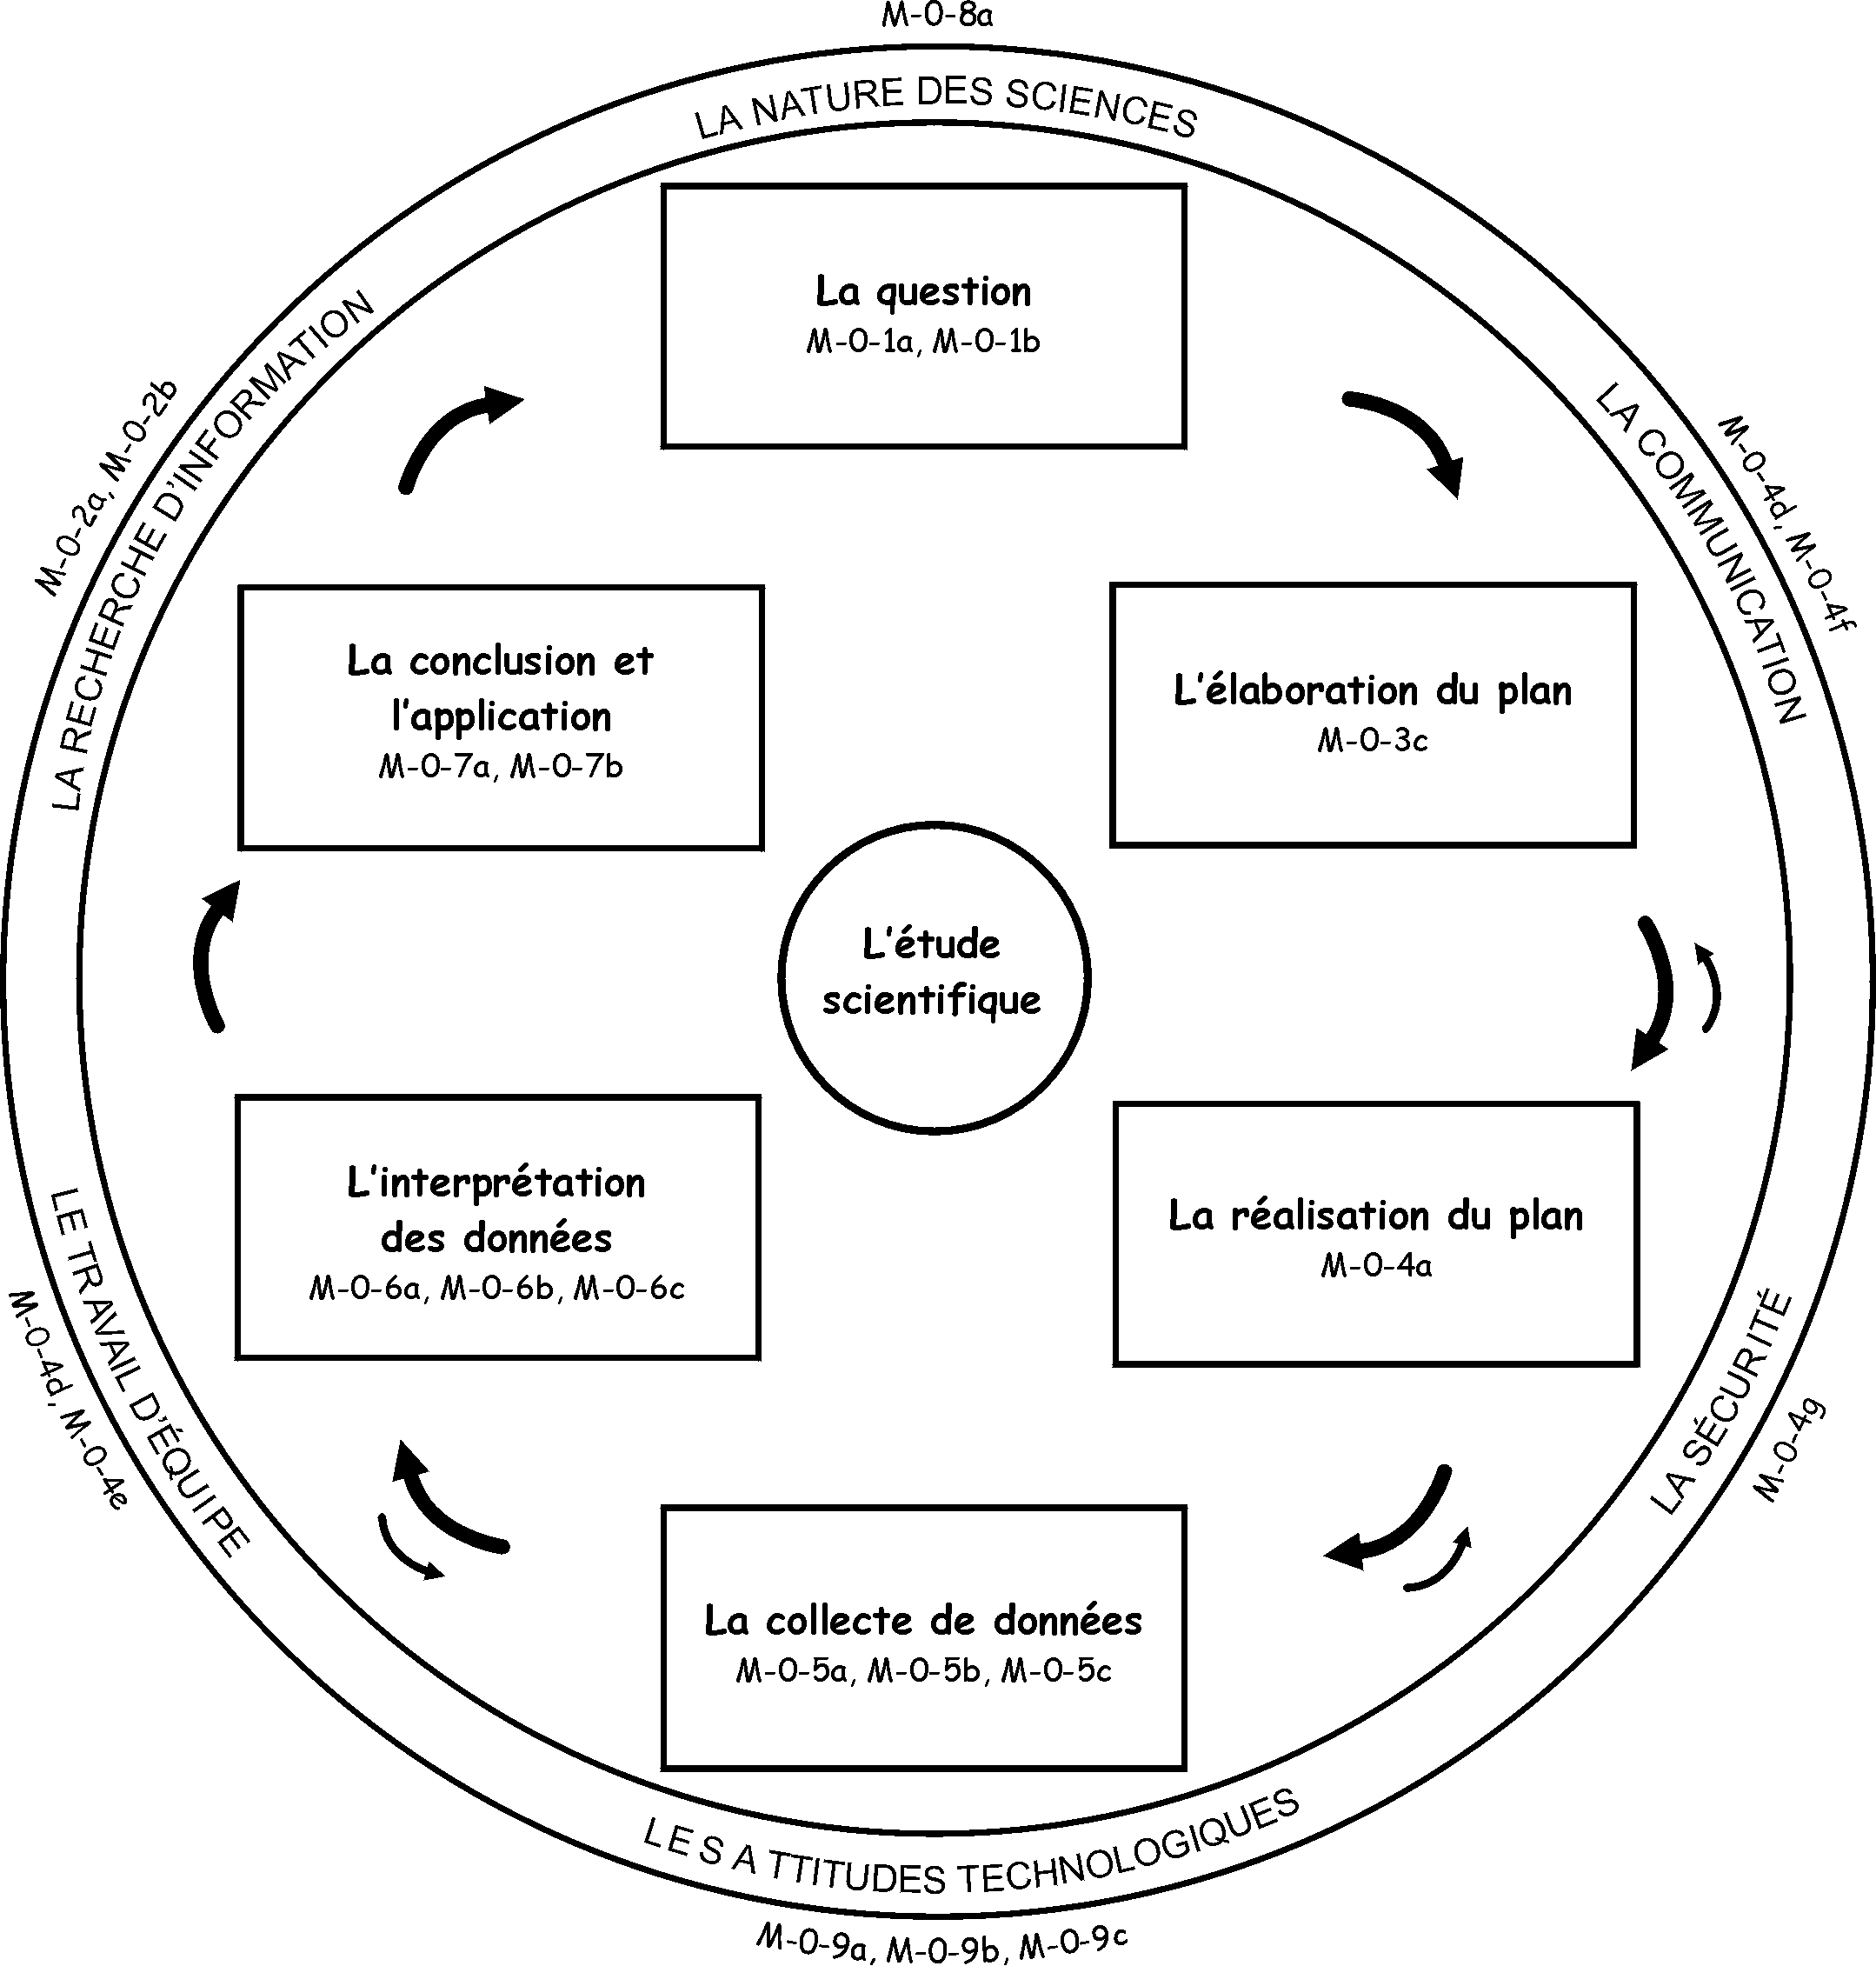 M-0-8a
LA NATURE DES SCIENCES
La question
M-0-1a, M-0-1b
LA RECHERCHE D'INFORMATION
M-0-2a, M-0-2b
LA COMMUNICATION
M-0-4d, M-0-4f
La conclusion et
l'application
M-0-7a, M-0-7b
L'élaboration du plan
M-0-3c
L'étude
scientifique
L'interprétation
des données
M-0-6a, M-0-6b, M-0-6c
La réalisation du plan
M-0-4a
LE TRAVAIL D'ÉQUIPE
M-0-4d, M-0-4e
LA SÉCURITÉ
M-0-4g
La collecte de données
M-0-5a, M-0-5b, M-0-5c
LES ATTITUDES TECHNOLOGIQUES
M-0-9a, M-0-9b, M-0-9c